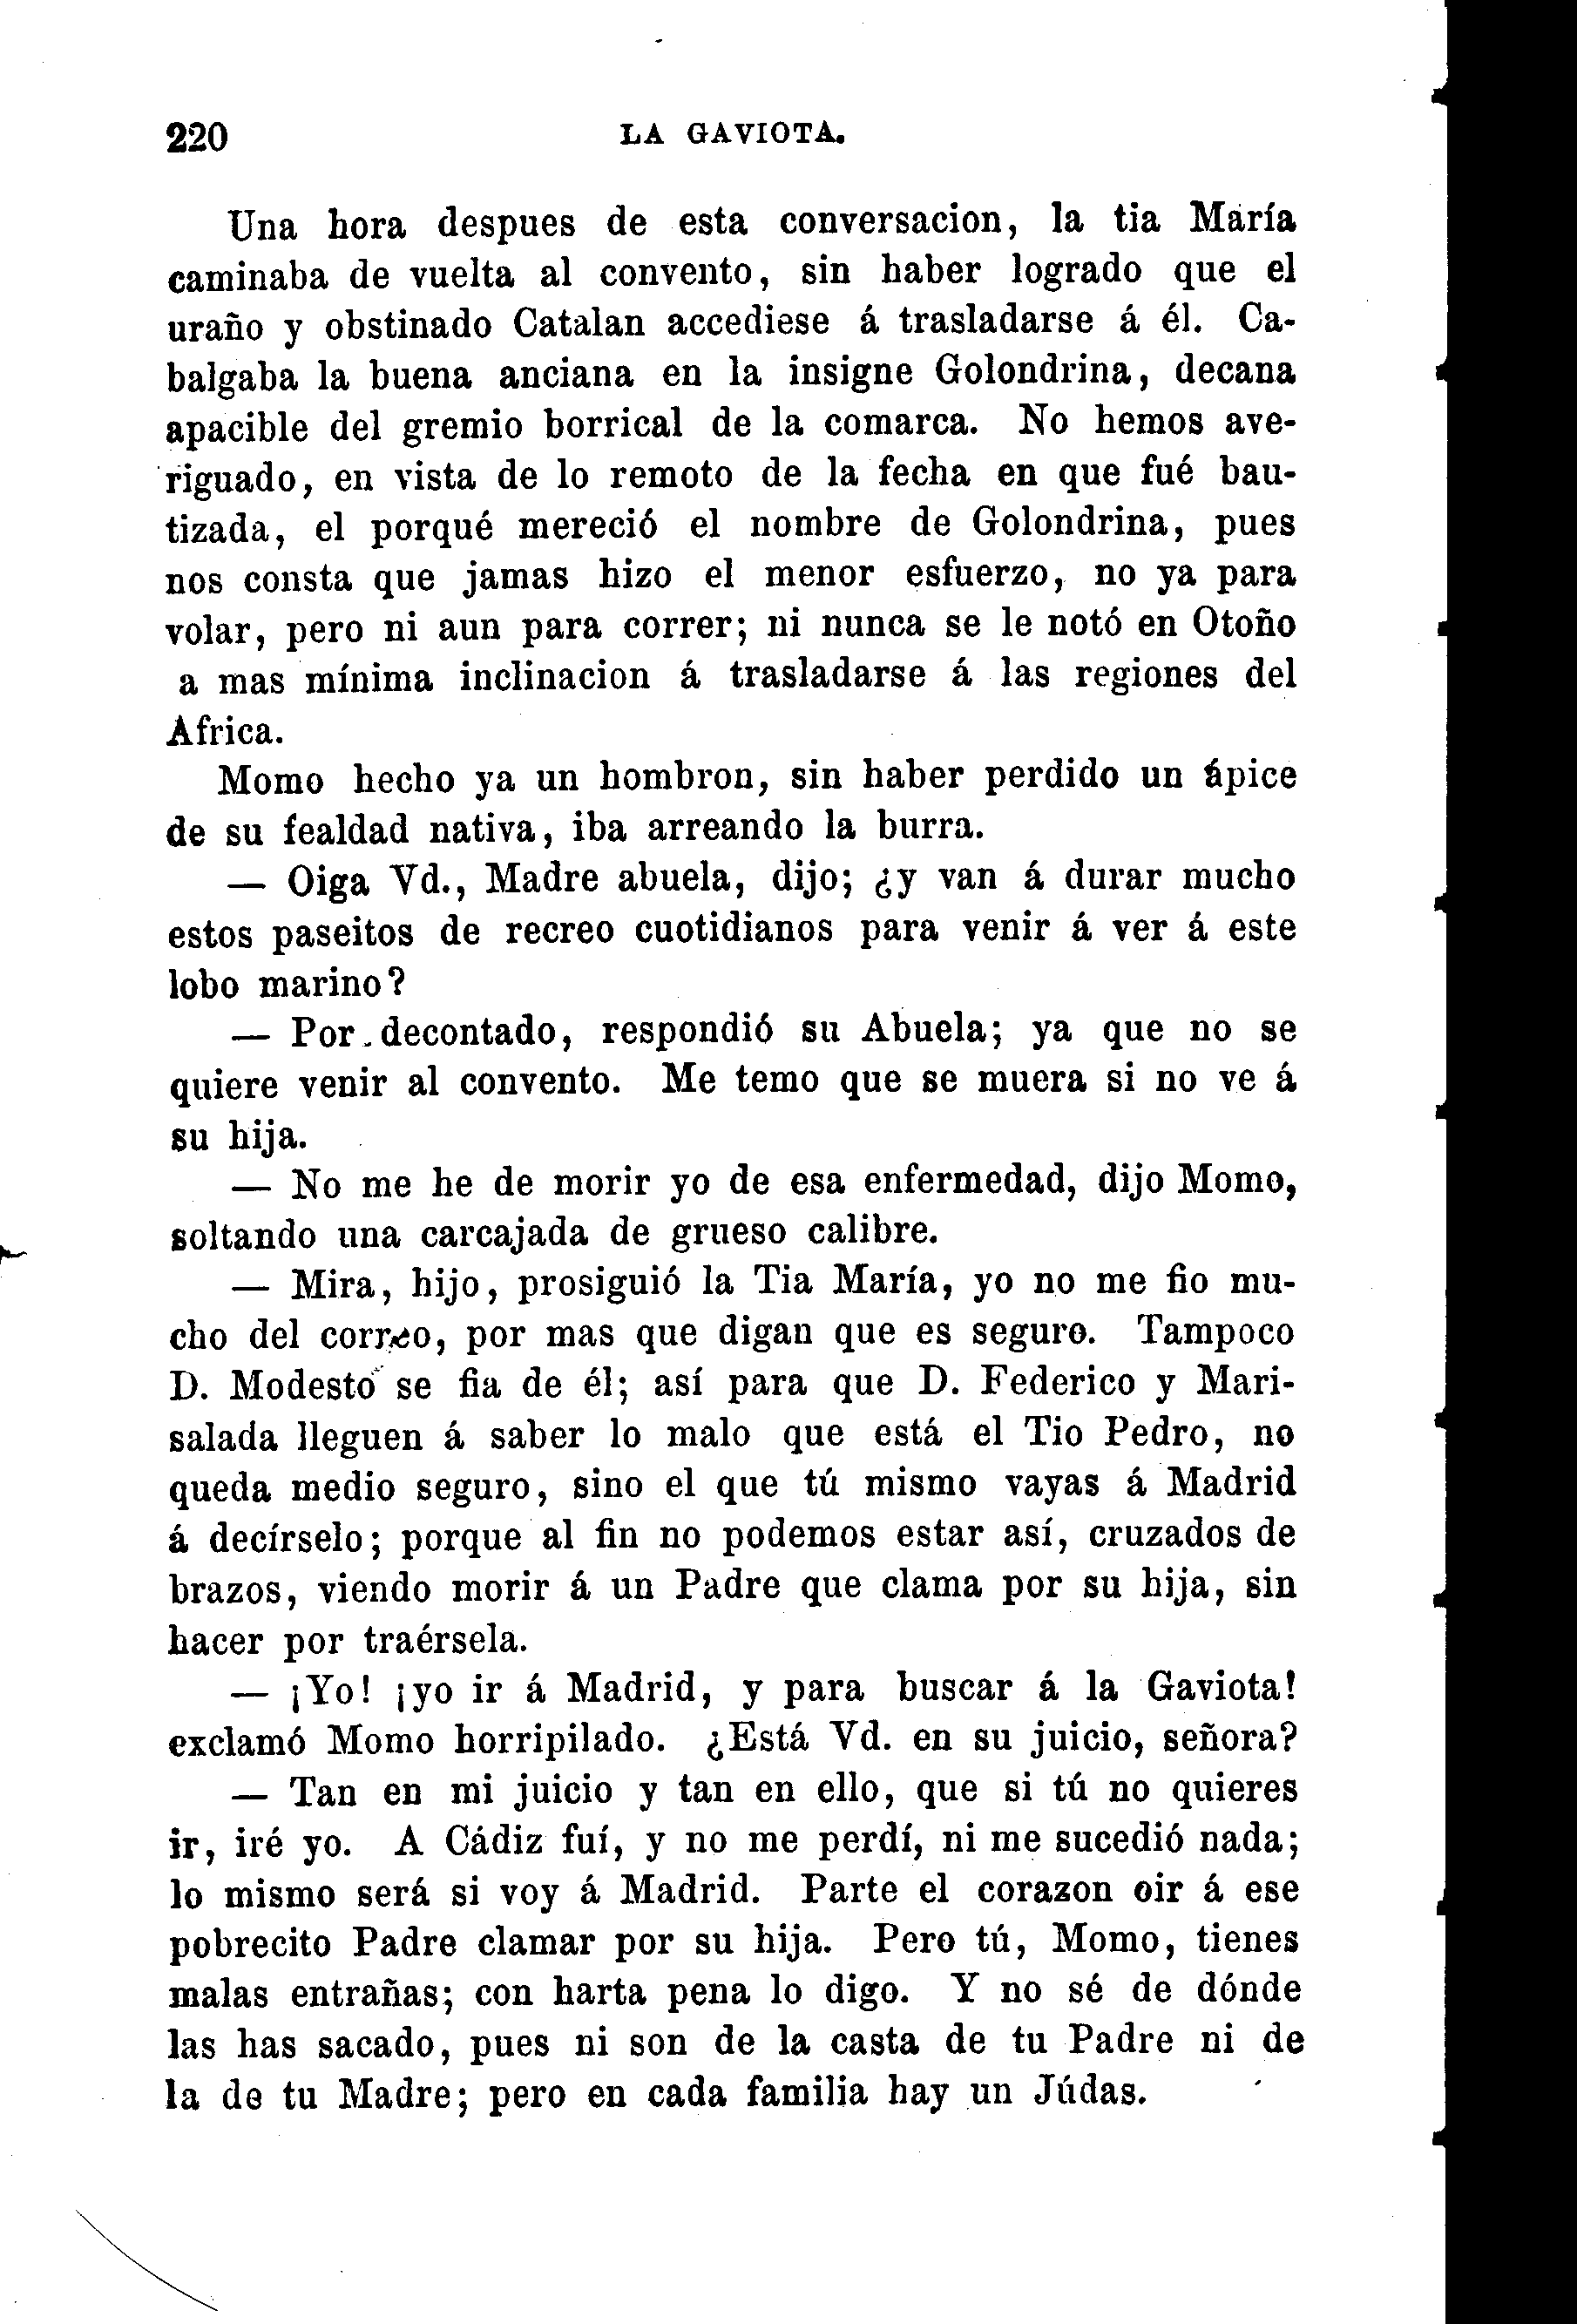 220 LA GAVIOTA.
Una hora despues de esta conversacion, la tia María
caminaba de vuelta al convento, sin haber logrado que el
uraño y obstinado Catalan accediese á trasladarse á él. Ca-
balgaba la buena anciana en la insigne Golondrina, decana
apacible del gremio borrical de la comarca. No hemos ave-
riguado, en vista de lo remoto de la fecha en que fué bau-
tizada, el porqué mereció el nombre de Golondrina, pues
nos consta que jamas hizo el menor esfuerzo, no ya para
volar, pero ni aun para correr; ni nunca se le notó en Otoño
a mas mínima inclinacion á trasladarse á las regiones del
Africa.
Momo hecho ya un hombron, sin haber perdido un ápice
de su fealdad nativa, iba arreando la burra.
— Oiga Vd., Madre abuela, dijo; ¿y van á durar mucho
estos paseitos de recreo cuotidianos para venir á ver á este
lobo marino?
— Por decontado, respondió su Abuela; ya que no se
quiere venir al convento. Me temo que se muera si no ve á
su hija.
— No me he de morir yo de esa enfermedad, dijo Momo,
soltando una carcajada de grueso calibre.
— Mira, hijo, prosiguió la Tia María, yo no me fio mu-
cho del correo, por mas que digan que es seguro. Tampoco
D. Modesto se fia de él; así para que D. Federico y Mari-
salada lleguen á saber lo malo que está el Tio Pedro, no
queda medio seguro, sino el que tú mismo vayas á Madrid
á decírselo; porque al fin no podemos estar así, cruzados de
brazos, viendo morir á un Padre que clama por su hija, sin
hacer por traérsela.
— ¡Yo! ¡yo ir á Madrid, y para buscar á la Gaviota!
exclamó Momo horripilado. ¿Está Vd. en su juicio, señora?
— Tan en mi juicio y tan en ello, que si tú no quieres
ir, iré yo. A Cádiz fuí, y no me perdí, ni me sucedió nada;
lo mismo será si voy á Madrid. Parte el corazon oir á ese
pobrecito Padre clamar por su hija. Pero tú, Momo, tienes
malas entrañas; con harta pena lo digo. Y no sé de dónde
las has sacado, pues ni son de la casta de tu Padre ni de
la de tu Madre; pero en cada familia hay un Júdas.